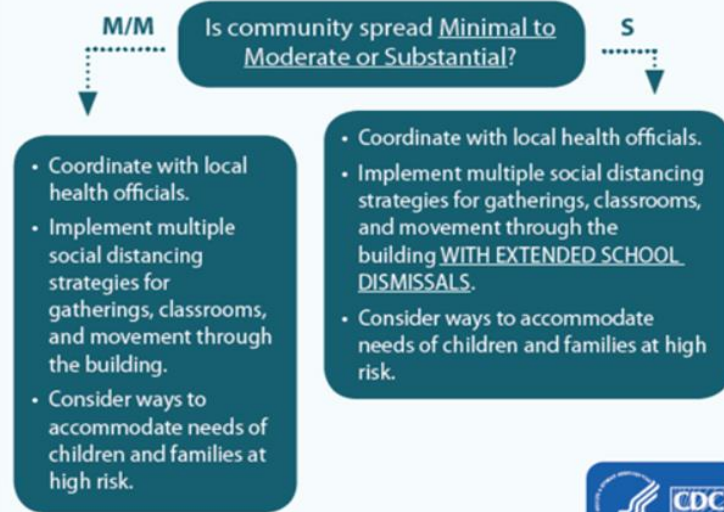 M/M
Is community spread Minimal to
Moderate or Substantial?
S
• Coordinate with local
health officials.
• Implement multiple
social distancing
strategies for
gatherings, classrooms,
and movement through
the building.
• Consider ways to
accommodate needs of
children and families at
high risk.
• Coordinate with local health officials.
• Implement multiple social distancing
strategies for gatherings, classrooms,
and movement through the
building WITH EXTENDED SCHOOL
DISMISSALS.
• Consider ways to accommodate
needs of children and families at high
risk.
CDC